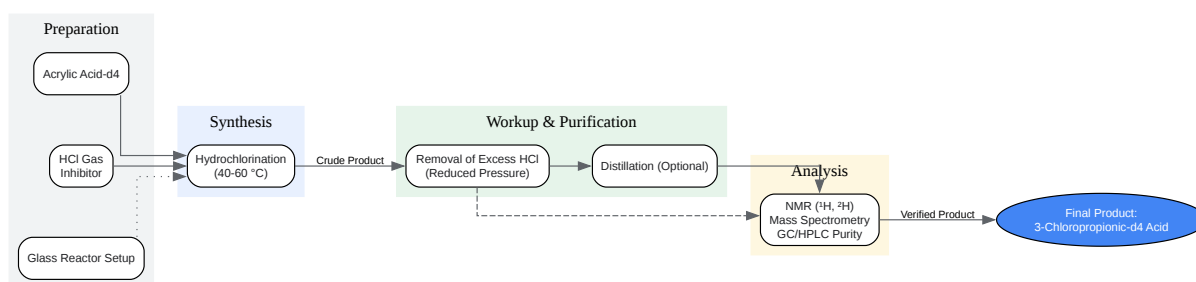 Preparation
Acrylic Acid-d4
HCl Gas
Inhibitor
Glass Reactor Setup
Synthesis
Hydrochlorination
(40-60 °C)
Crude Product
Workup & Purification
Removal of Excess HCl
(Reduced Pressure)
Distillation (Optional)
Analysis
NMR (¹H, ²H)
Mass Spectrometry
GC/HPLC Purity
Verified Product
Final Product:
3-Chloropropionic-d4 Acid